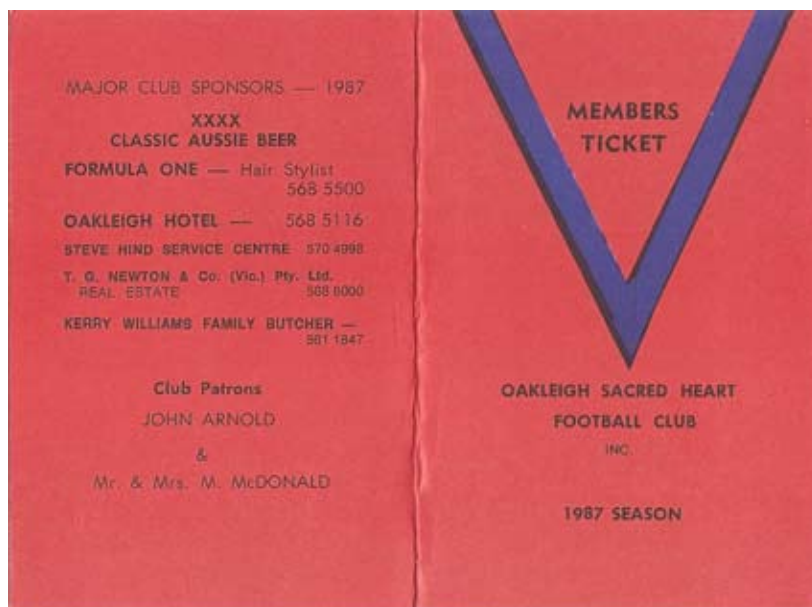 MAJOR CLUB SPONSORS — 1987
XXXX
CLASSIC AUSSIE BEER
FORMULA ONE — Hair Stylist
568 5500
OAKLEIGH HOTEL — 568 5116
STEVE HIND SERVICE CENTRE 570 4998
T. G. NEWTON & Co. (Vic.) Pty. Ltd.
REAL ESTATE 568 8000
KERRY WILLIAMS FAMILY BUTCHER —
561 1847
Club Patrons
JOHN ARNOLD
&
Mr. & Mrs. M. McDONALD
MEMBERS
TICKET
OAKLEIGH SACRED HEART
FOOTBALL CLUB
INC.
1987 SEASON